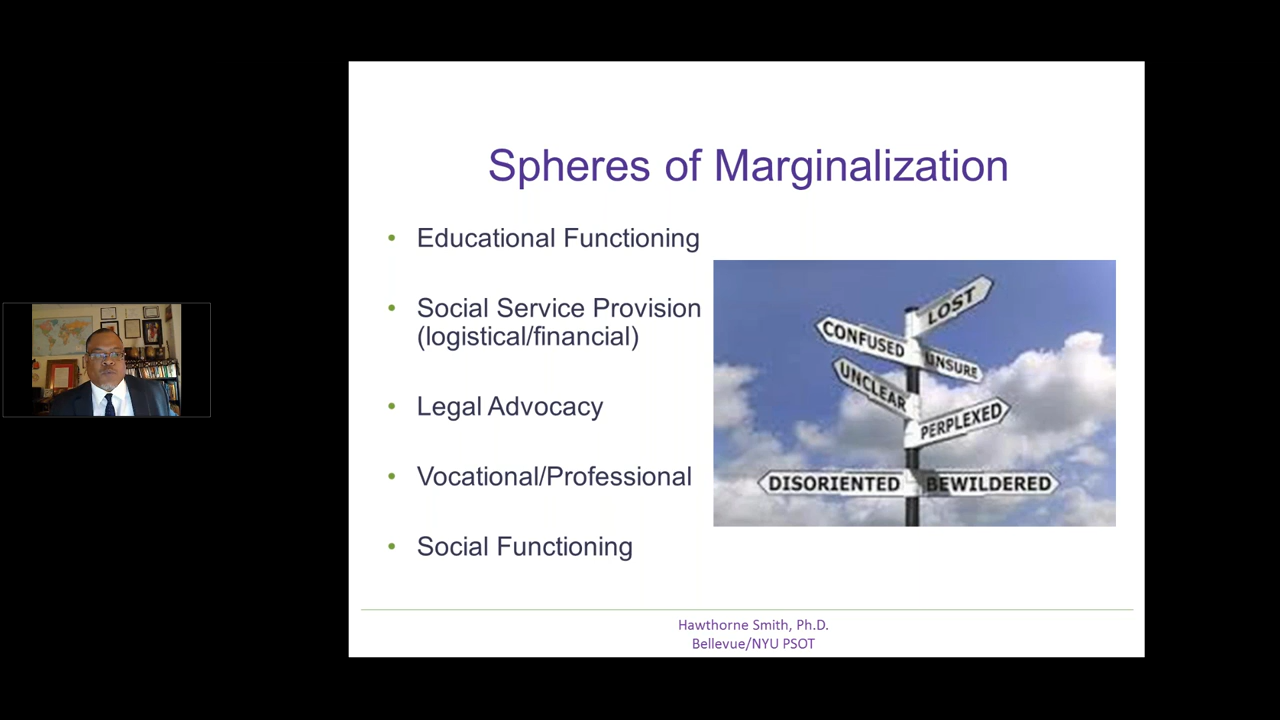 Spheres of Marginalization
• Educational Functioning
• Social Service Provision
(logistical/financial)
• Legal Advocacy
• Vocational/Professional
• Social Functioning
LOST
CONFUSED
UNSURE
UNCLEAR
PERPLEXED
DISORIENTED BEWILDERED
Hawthorne Smith, Ph.D.
Bellevue/NYU PSOT